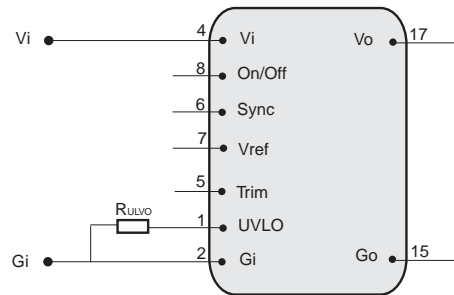 Vi 4 Vi Vo 17
8 On/Off
6 Sync
7 Vref
5 Trim
RULVO 1 UVLO
Gi 2 Gi Go 15